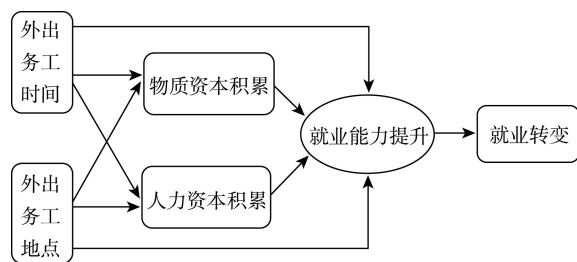 外出
务工
时间
物质资本积累
就业能力提升
就业转变
外出
务工
地点
人力资本积累